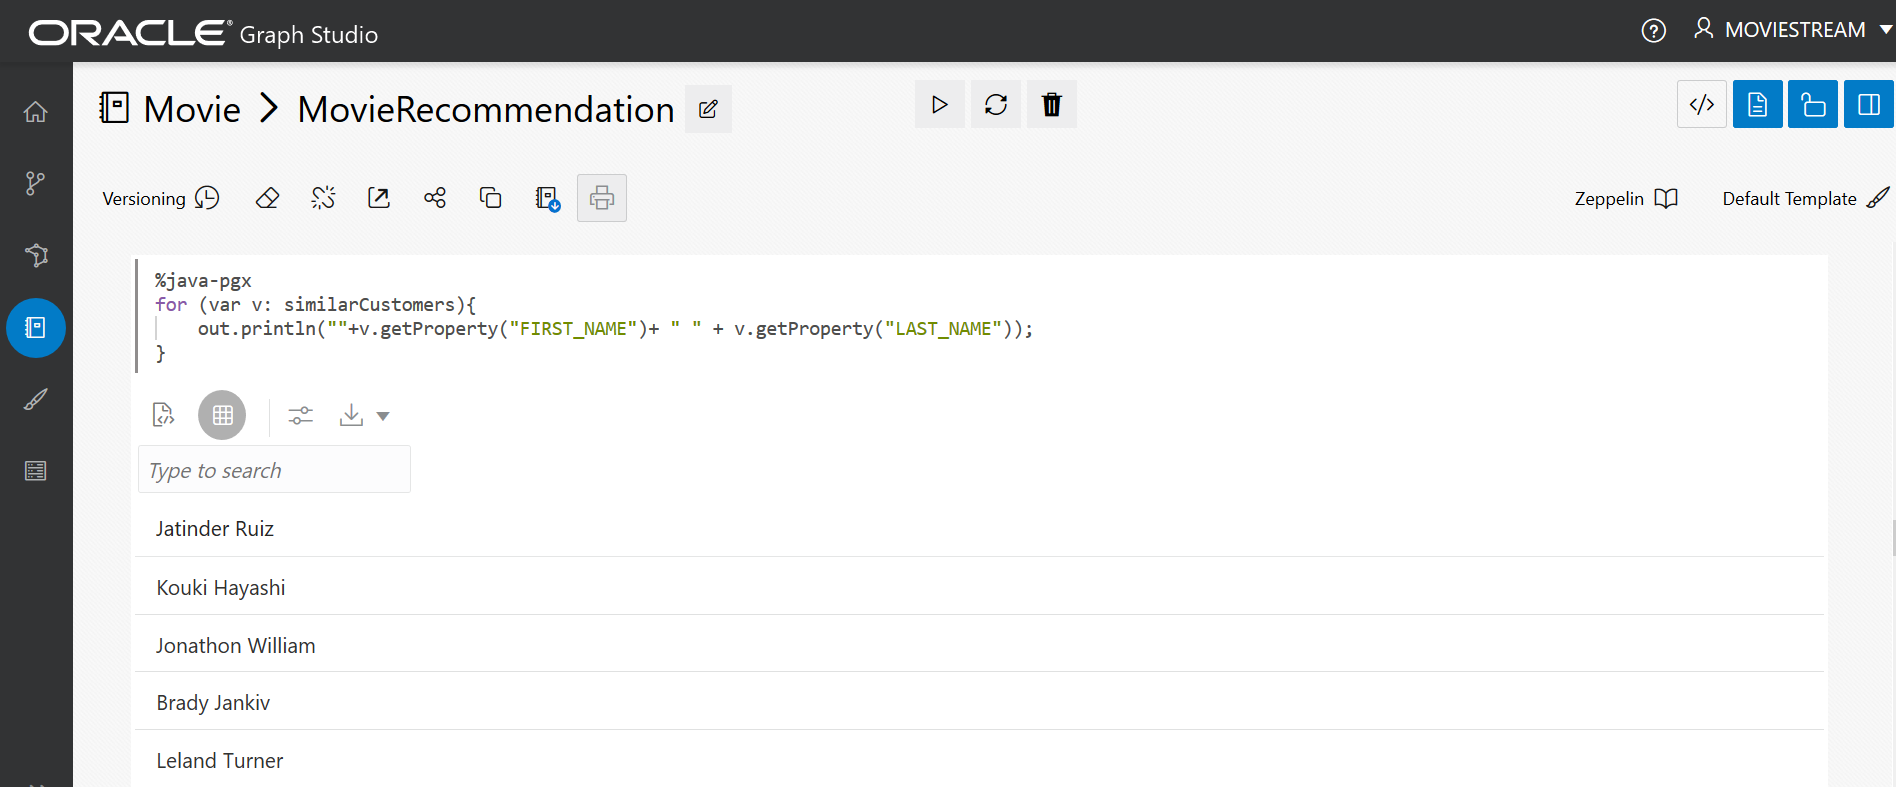 ORACLE® Graph Studio
MOVIESTREAM
Movie > MovieRecommendation
Versioning
Zeppelin
Default Template
%java-pgx
for (var v: similarCustomers){
    out.println(""+v.getProperty("FIRST_NAME")+ " " + v.getProperty("LAST_NAME"));
}
Type to search
Jatinder Ruiz
Kouki Hayashi
Jonathon William
Brady Jankiv
Leland Turner